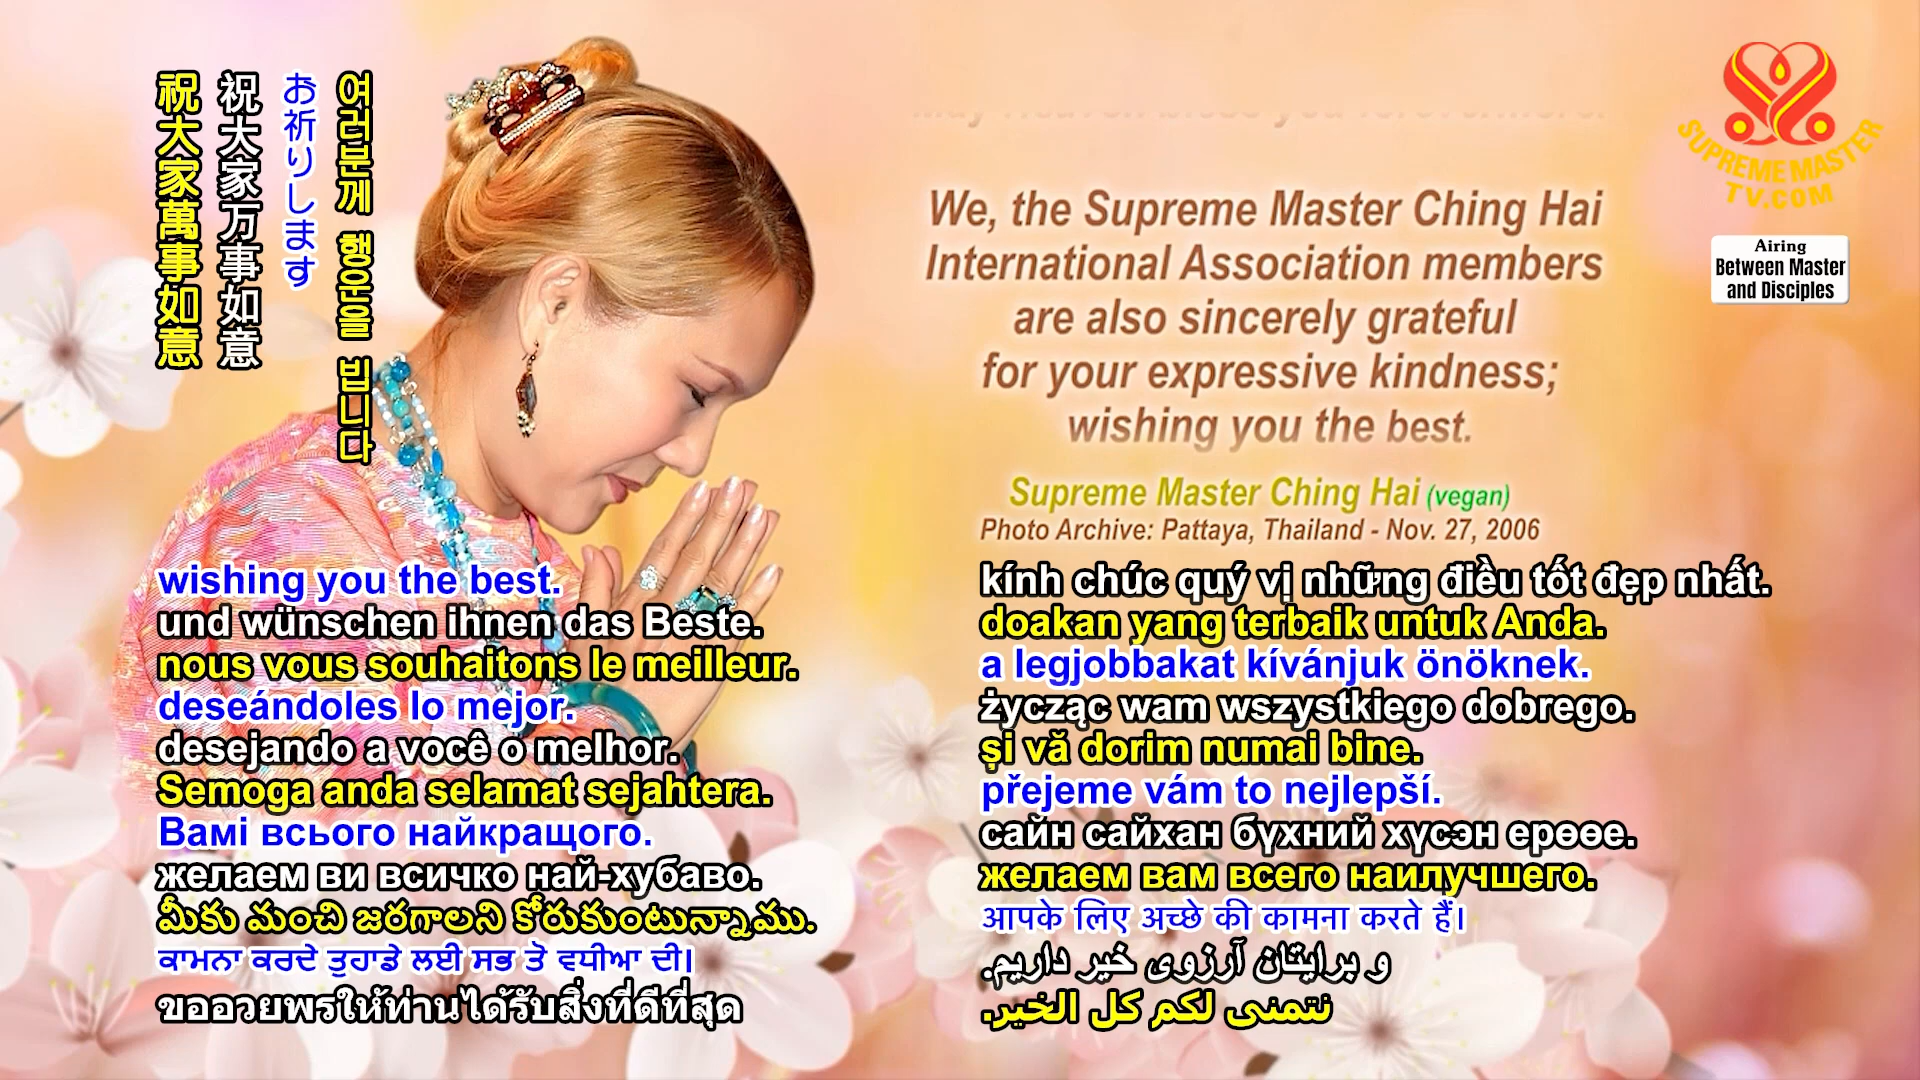 祝大家萬事如意
祝大家万事如意
お祈りします
여러분께 행운을 빕니다
We, the Supreme Master Ching Hai
International Association members
are also sincerely grateful
for your expressive kindness;
wishing you the best.
Supreme Master Ching Hai (vegan)
Photo Archive: Pattaya, Thailand - Nov. 27, 2006
SUPREME MASTER
TV.COM
Airing
Between Master
and Disciples
wishing you the best.
und wünschen ihnen das Beste.
nous vous souhaitons le meilleur.
deseándoles lo mejor.
desejando a você o melhor.
Semoga anda selamat sejahtera.
Вамі всього найкращого.
желаем ви всичко най-хубаво.
మీకు మంచి జరగాలని కోరుకుంటున్నాము.
ਕਾਮਨਾ ਕਰਦੇ ਤੁਹਾਡੇ ਲਈ ਸਭ ਤੋ ਵਧੀਆ ਦੀ।
ขออวยพรให้ท่านได้รับสิ่งที่ดีที่สุด
kính chúc quý vị những điều tốt đẹp nhất.
doakan yang terbaik untuk Anda.
a legjobbakat kívánjuk önöknek.
życząc wam wszystkiego dobrego.
și vă dorim numai bine.
přejeme vám to nejlepší.
сайн сайхан бүхний хүсэн ерөөе.
желаем вам всего наилучшего.
आपके लिए अच्छे की कामना करते हैं।
و برایتان آرزوی خیر داریم.
نتمنى لكم كل الخير.